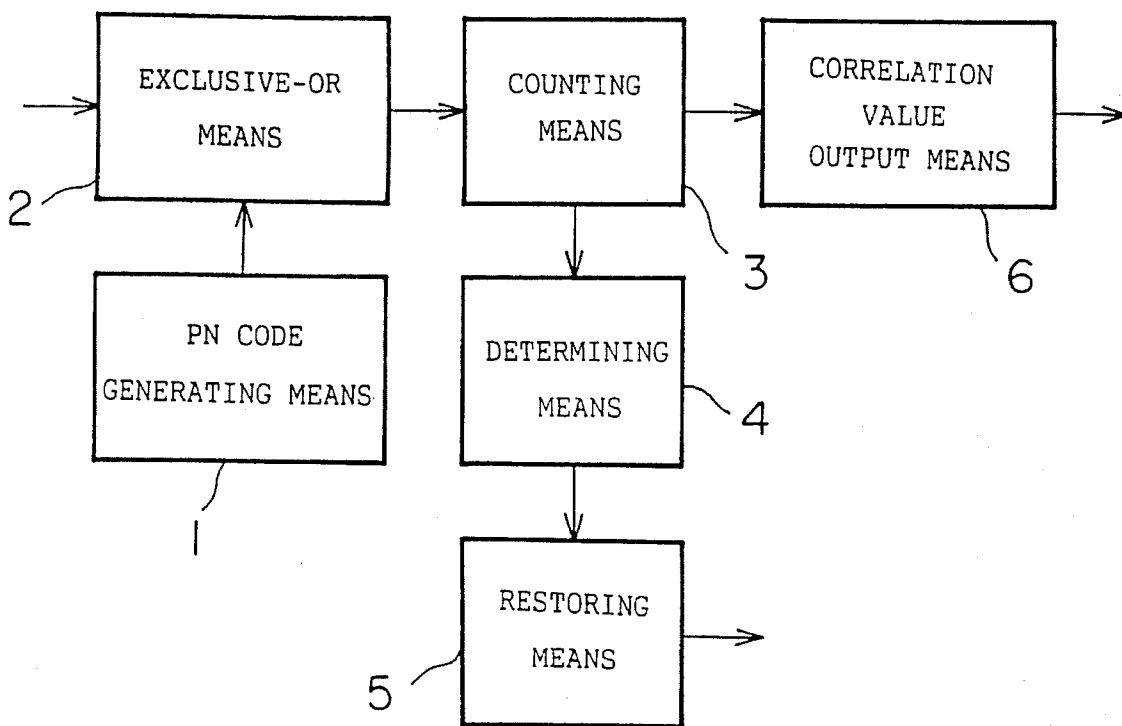 EXCLUSIVE-OR
MEANS
2
COUNTING
MEANS
3
CORRELATION
VALUE
OUTPUT MEANS
6
PN CODE
GENERATING MEANS
1
DETERMINING
MEANS
4
RESTORING
MEANS
5